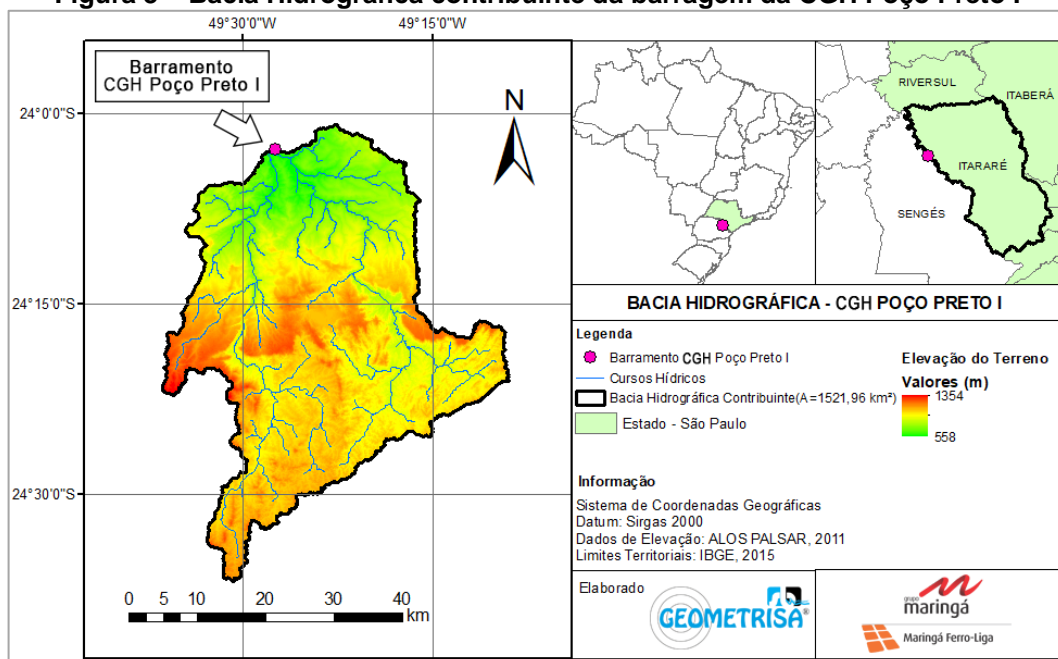 Figura 3 – Bacia Hidrográfica contribuinte da barragem da CGH Poço Preto I
49°30'0"W
49°15'0"W
Barramento
CGH Poço Preto I
N
24°0'0"S
24°15'0"S
24°30'0"S
0 5 10 20 30 40
km
RIVERSUL
ITABERÁ
ITARARÉ
SENGÉS
BACIA HIDROGRÁFICA - CGH POÇO PRETO I
Legenda
Barramento CGH Poço Preto I
Cursos Hídricos
Bacia Hidrográfica Contribuinte(A=1521,96 km²)
Estado - São Paulo
Elevação do Terreno
Valores (m)
1354
558
Informação
Sistema de Coordenadas Geográficas
Datum: Sirgas 2000
Dados de Elevação: ALOS PALSAR, 2011
Limites Territoriais: IBGE, 2015
Elaborado
GEOMETRISA®
grupo
maringá
Maringá Ferro-Liga